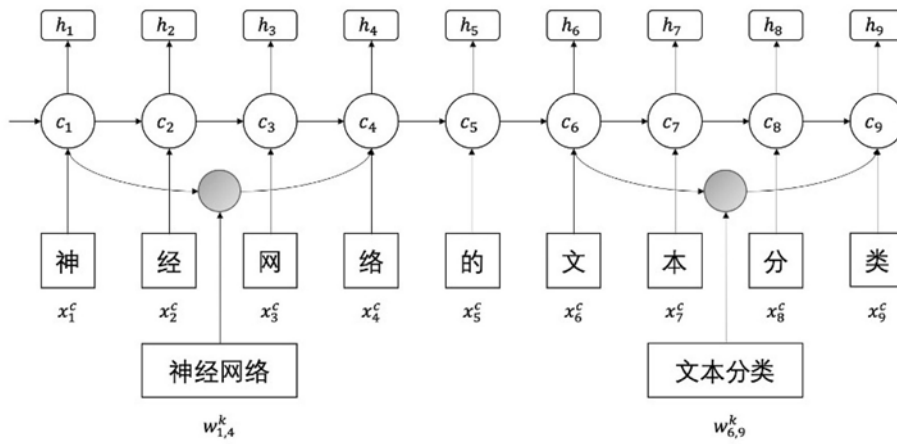 h₁ h₂ h₃ h₄ h₅ h₆ h₇ h₈ h₉
c₁ c₂ c₃ c₄ c₅ c₆ c₇ c₈ c₉
神 经 网 络 的 文 本 分 类
x₁ᶜ x₂ᶜ x₃ᶜ x₄ᶜ x₅ᶜ x₆ᶜ x₇ᶜ x₈ᶜ x₉ᶜ
神经网络 文本分类
w₁,₄ᵏ w₆,₉ᵏ